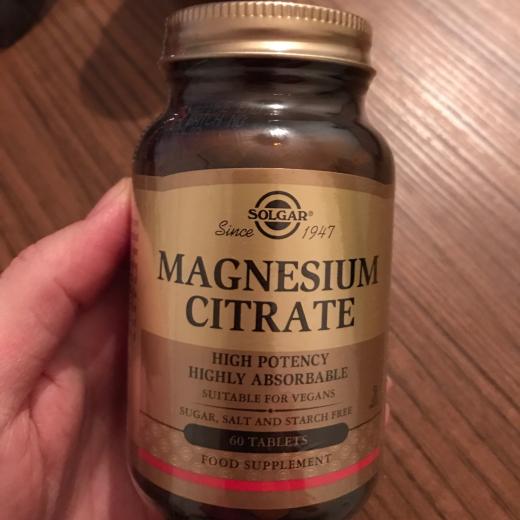 SOLGAR®
Since 1947
MAGNESIUM
CITRATE
HIGH POTENCY
HIGHLY ABSORBABLE
SUITABLE FOR VEGANS
SUGAR, SALT AND STARCH FREE
60 TABLETS
FOOD SUPPLEMENT